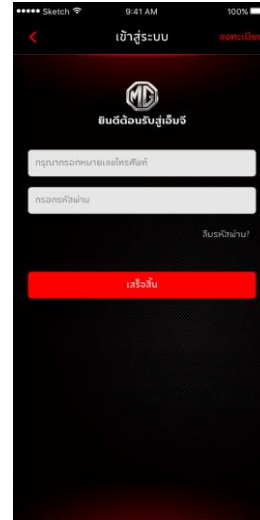 Sketch 9:41 AM 100%
เข้าสู่ระบบ ลงทะเบียน
MG
ยินดีต้อนรับสู่เอ็มจี
กรุณากรอกหมายเลขโทรศัพท์
กรอกรหัสผ่าน
ลืมรหัสผ่าน?
เสร็จสิ้น